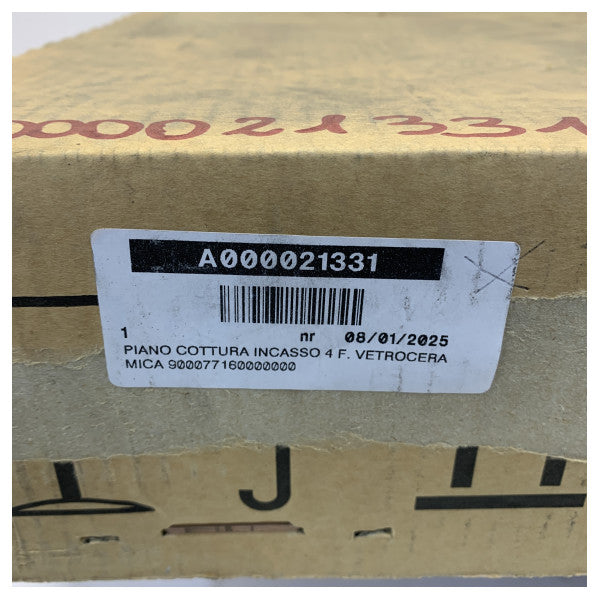 000021331
A000021331
1 nr 08/01/2025
PIANO COTTURA INCASSO 4 F. VETROCERA
MICA 900077160000000